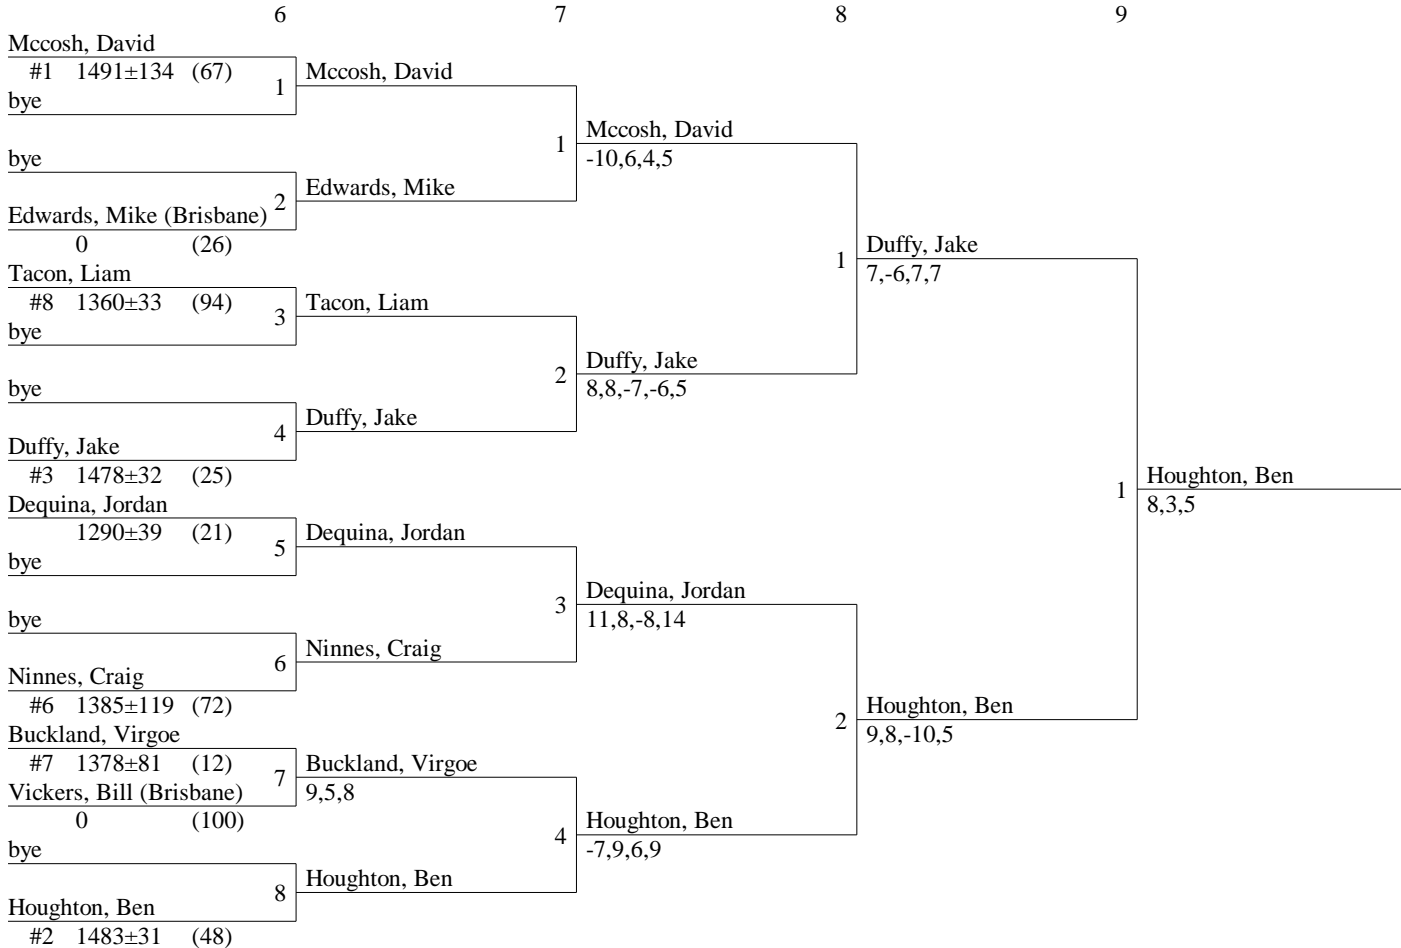 6 7 8 9
Mccosh, David
#1 1491±134 (67)
1 Mccosh, David
bye
1 Mccosh, David
-10,6,4,5
bye
2 Edwards, Mike
Edwards, Mike (Brisbane)
0 (26)
1 Duffy, Jake
7,-6,7,7
Tacon, Liam
#8 1360±33 (94)
3 Tacon, Liam
bye
2 Duffy, Jake
8,8,-7,-6,5
bye
4 Duffy, Jake
Duffy, Jake
#3 1478±32 (25)
1 Houghton, Ben
8,3,5
Dequina, Jordan
1290±39 (21)
5 Dequina, Jordan
bye
3 Dequina, Jordan
11,8,-8,14
bye
6 Ninnes, Craig
Ninnes, Craig
#6 1385±119 (72)
2 Houghton, Ben
9,8,-10,5
Buckland, Virgoe
#7 1378±81 (12)
7 Buckland, Virgoe
9,5,8
Vickers, Bill (Brisbane)
0 (100)
4 Houghton, Ben
-7,9,6,9
bye
8 Houghton, Ben
Houghton, Ben
#2 1483±31 (48)